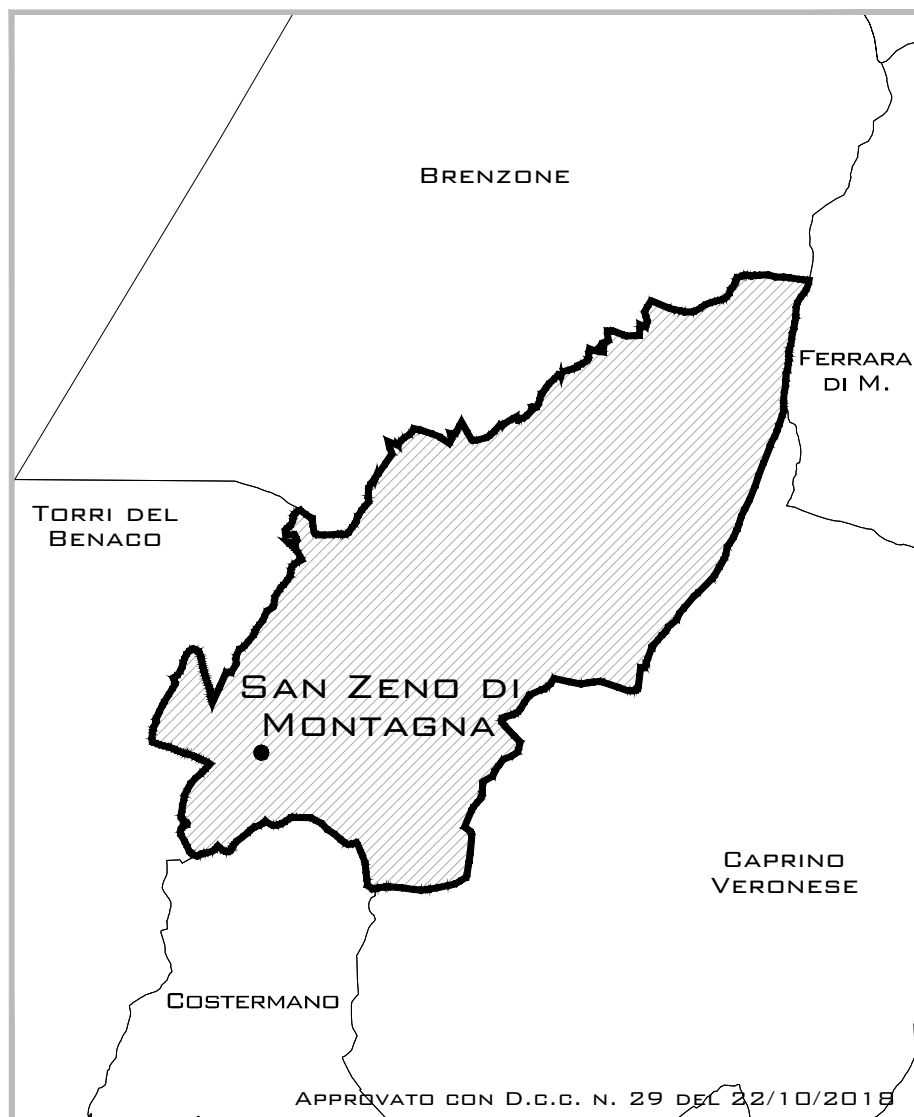 BRENZONE
FERRARA
DI M.
TORRI DEL
BENACO
SAN ZENO DI
MONTAGNA
CAPRINO
VERONESE
COSTERMANO
APPROVATO CON D.C.C. N. 29 DEL 22/10/2018